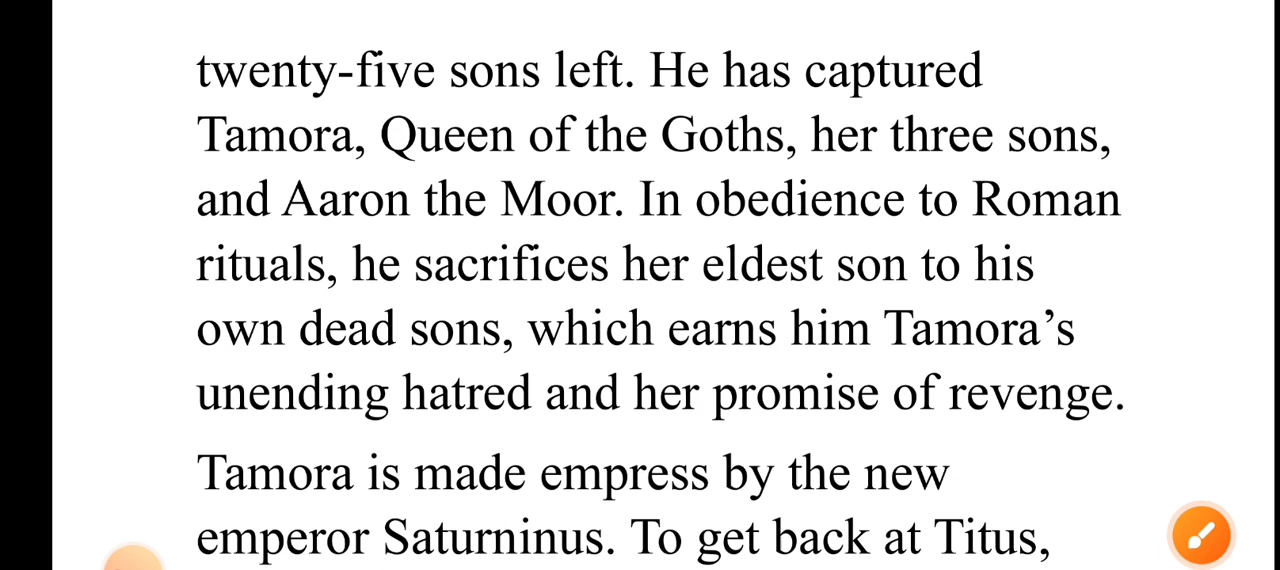 twenty-five sons left. He has captured
Tamora, Queen of the Goths, her three sons,
and Aaron the Moor. In obedience to Roman
rituals, he sacrifices her eldest son to his
own dead sons, which earns him Tamora’s
unending hatred and her promise of revenge.
Tamora is made empress by the new
emperor Saturninus. To get back at Titus,